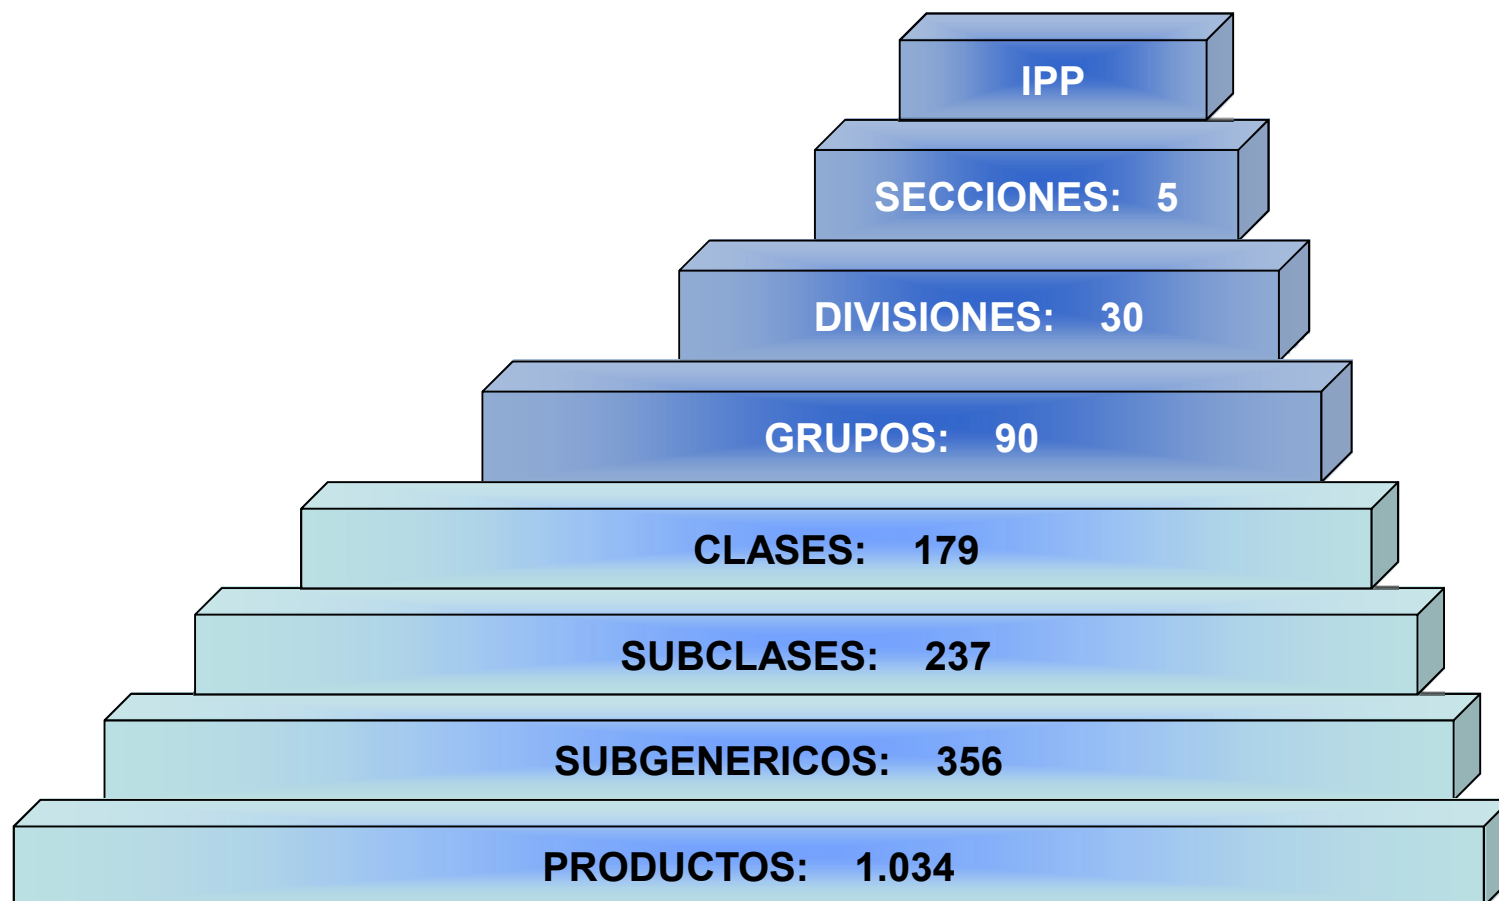 IPP
SECCIONES: 5
DIVISIONES: 30
GRUPOS: 90
CLASES: 179
SUBCLASES: 237
SUBGENERICOS: 356
PRODUCTOS: 1.034